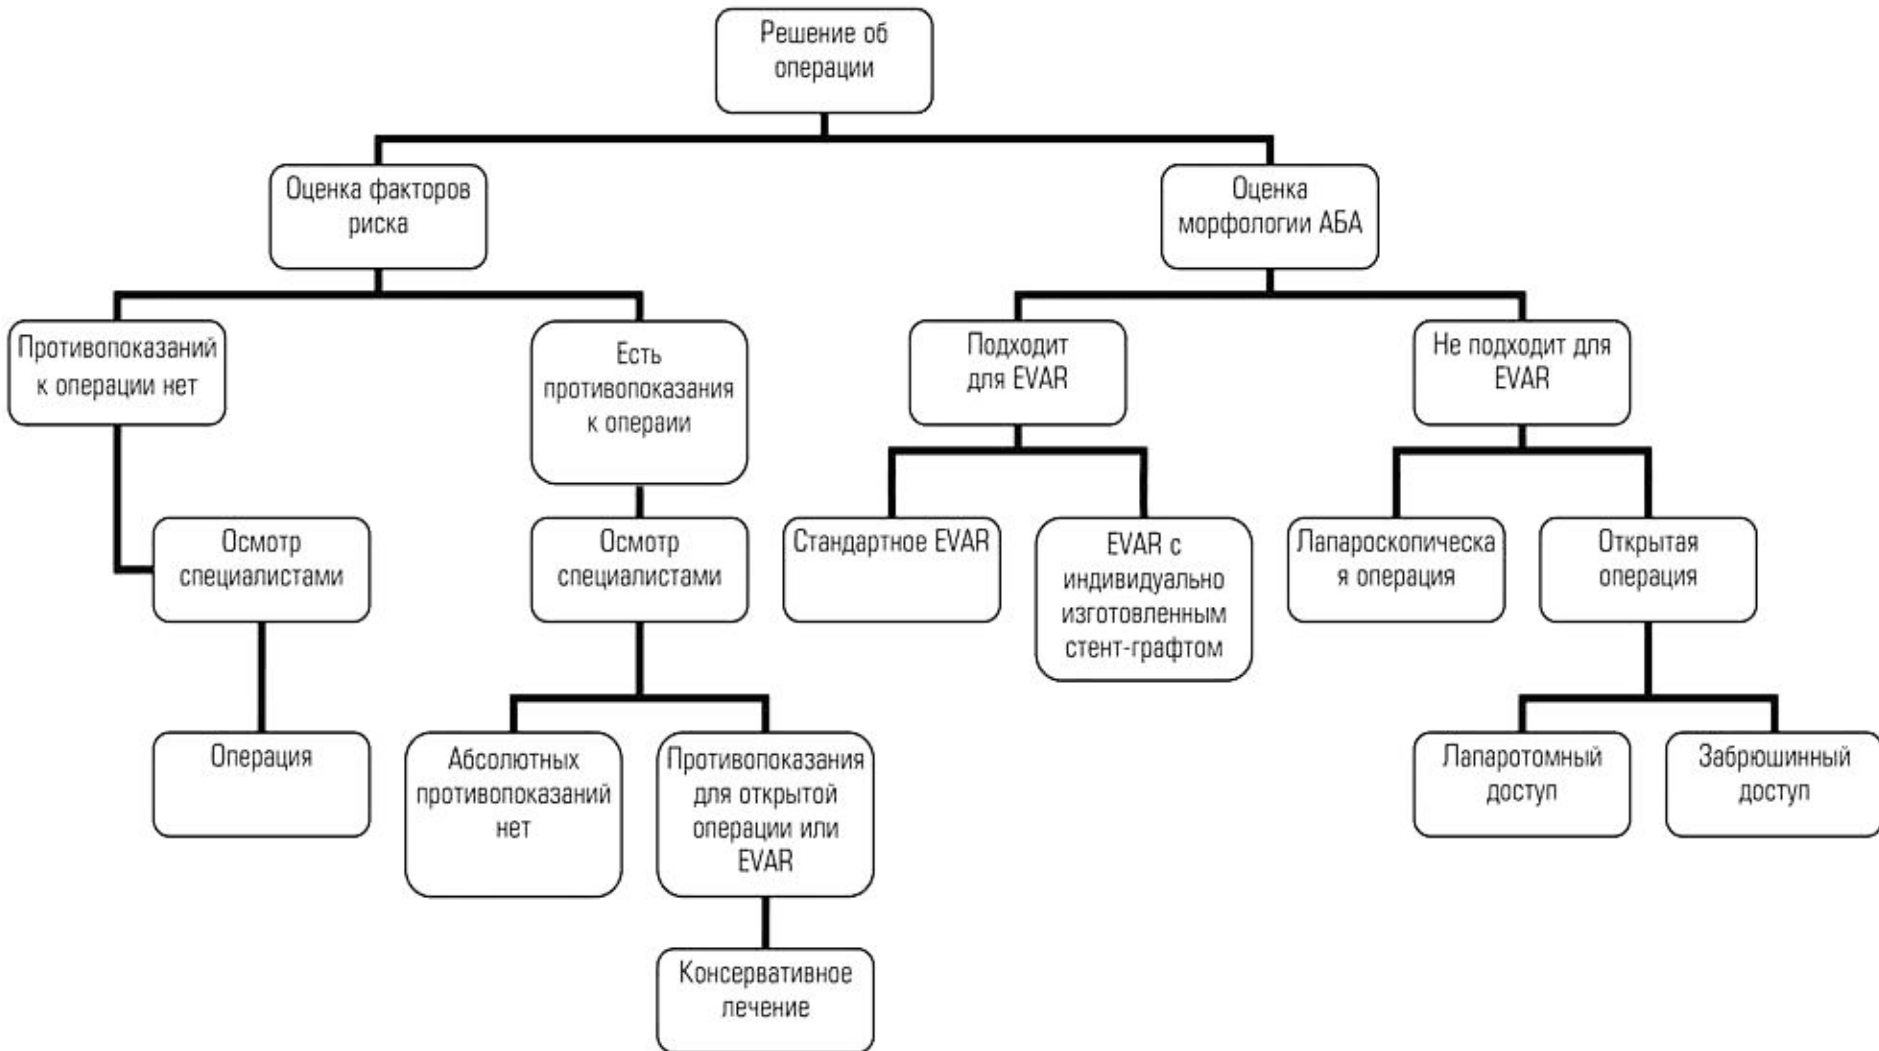 Решение об
операции
Оценка факторов
риска
Оценка
морфологии АБА
Противопоказаний
к операции нет
Есть
противопоказания
к операии
Подходит
для EVAR
Не подходит для
EVAR
Осмотр
специалистами
Осмотр
специалистами
Стандартное EVAR
EVAR с
индивидуально
изготовленным
стент-графтом
Лапароскопическа
я операция
Открытая
операция
Операция
Абсолютных
противопоказаний
нет
Противопоказания
для открытой
операции или
EVAR
Лапаротомный
доступ
Забрюшинный
доступ
Консервативное
лечение